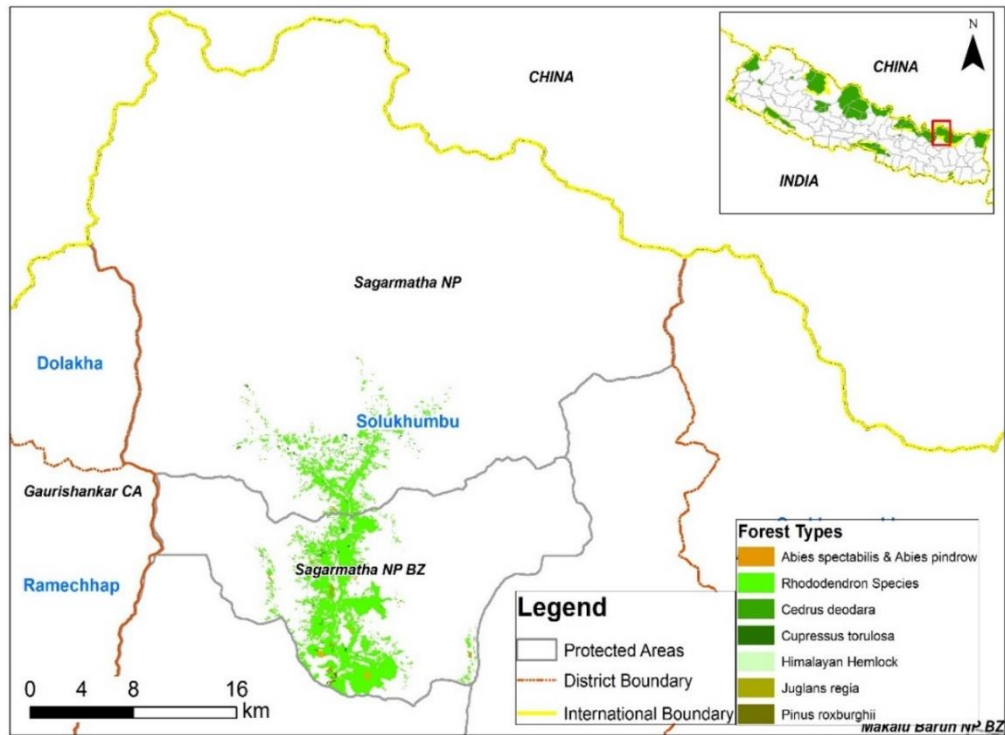 CHINA
N
CHINA
INDIA
Sagarmatha NP
Dolakha
Solukhumbu
Gaurishankar CA
Ramechhap
Sagarmatha NP BZ
Legend
Protected Areas
District Boundary
International Boundary
Forest Types
Abies spectabilis & Abies pindrow
Rhododendron Species
Cedrus deodara
Cupressus torulosa
Himalayan Hemlock
Juglans regia
Pinus roxburghii
0 4 8 16
km
Makalu Barun NP BZ